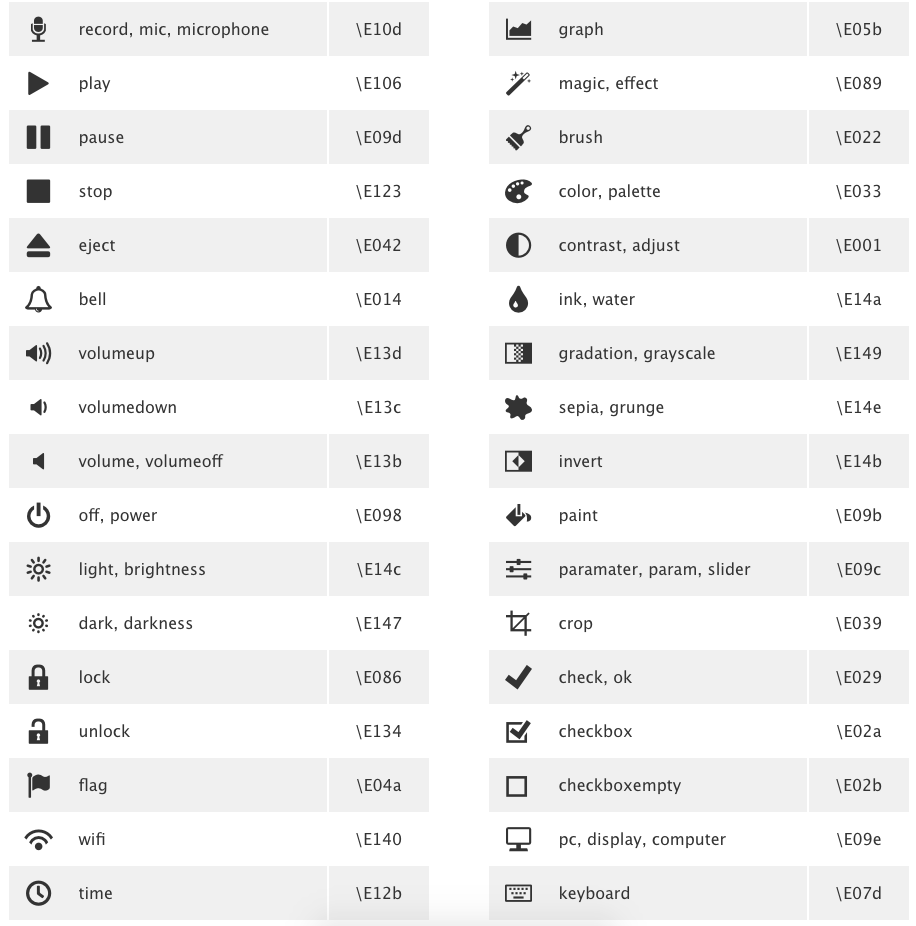 record, mic, microphone \E10d
play \E106
pause \E09d
stop \E123
eject \E042
bell \E014
volumeup \E13d
volumedown \E13c
volume, volumeoff \E13b
off, power \E098
light, brightness \E14c
dark, darkness \E147
lock \E086
unlock \E134
flag \E04a
wifi \E140
time \E12b
graph \E05b
magic, effect \E089
brush \E022
color, palette \E033
contrast, adjust \E001
ink, water \E14a
gradation, grayscale \E149
sepia, grunge \E14e
invert \E14b
paint \E09b
paramater, param, slider \E09c
crop \E039
check, ok \E029
checkbox \E02a
checkboxempty \E02b
pc, display, computer \E09e
keyboard \E07d